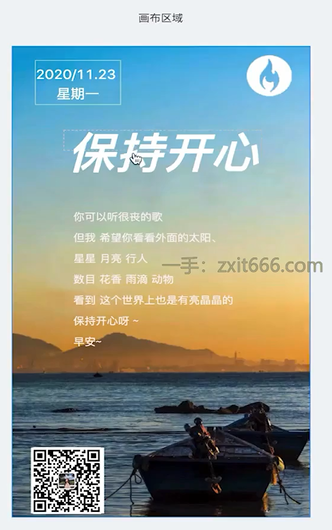 画布区域
2020/11.23
星期一
保持开心
你可以听很丧的歌
但我 希望你看看外面的太阳、
星星 月亮 行人
一手：zxit666.com
数目 花香 雨滴 动物
看到 这个世界上也是有亮晶晶的
保持开心呀 ~
早安~